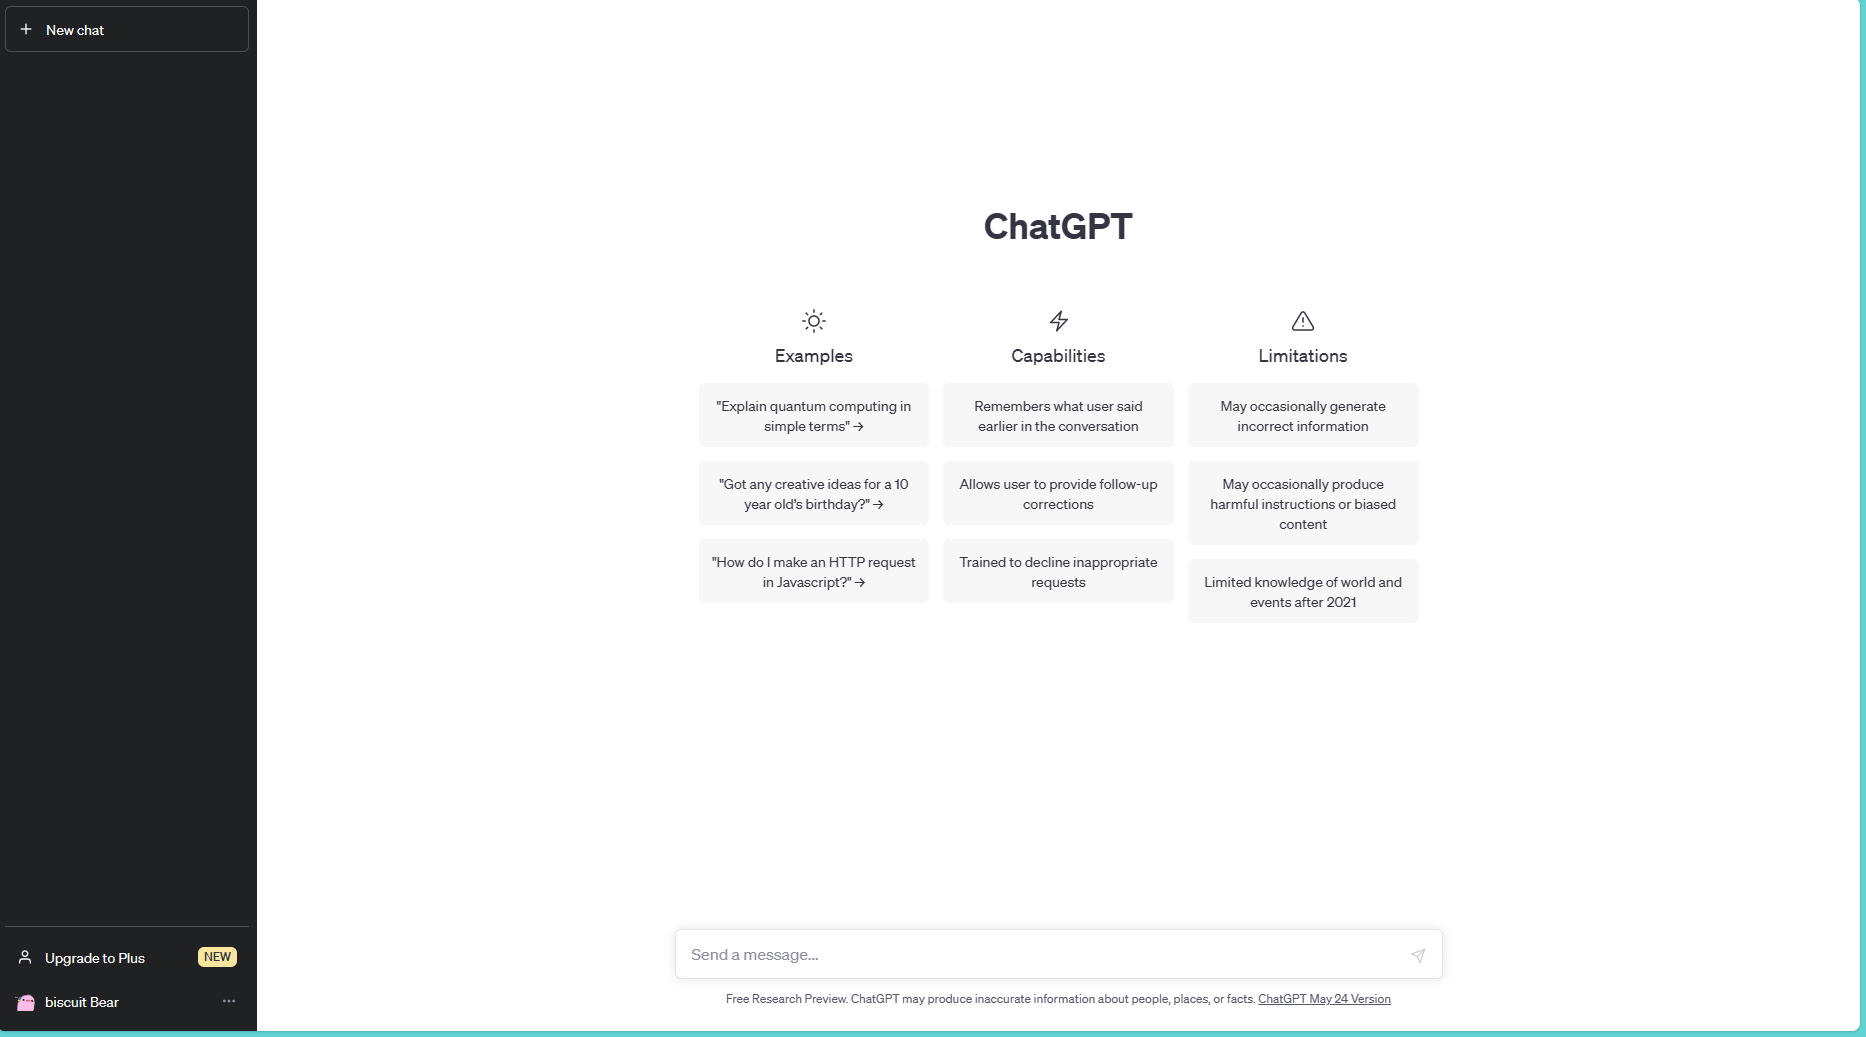 New chat
ChatGPT
Examples
"Explain quantum computing in
simple terms" →
"Got any creative ideas for a 10
year old's birthday?" →
"How do I make an HTTP request
in Javascript?" →
Capabilities
Remembers what user said
earlier in the conversation
Allows user to provide follow-up
corrections
Trained to decline inappropriate
requests
Limitations
May occasionally generate
incorrect information
May occasionally produce
harmful instructions or biased
content
Limited knowledge of world and
events after 2021
Upgrade to Plus NEW
biscuit Bear
Send a message...
Free Research Preview. ChatGPT may produce inaccurate information about people, places, or facts. ChatGPT May 24 Version